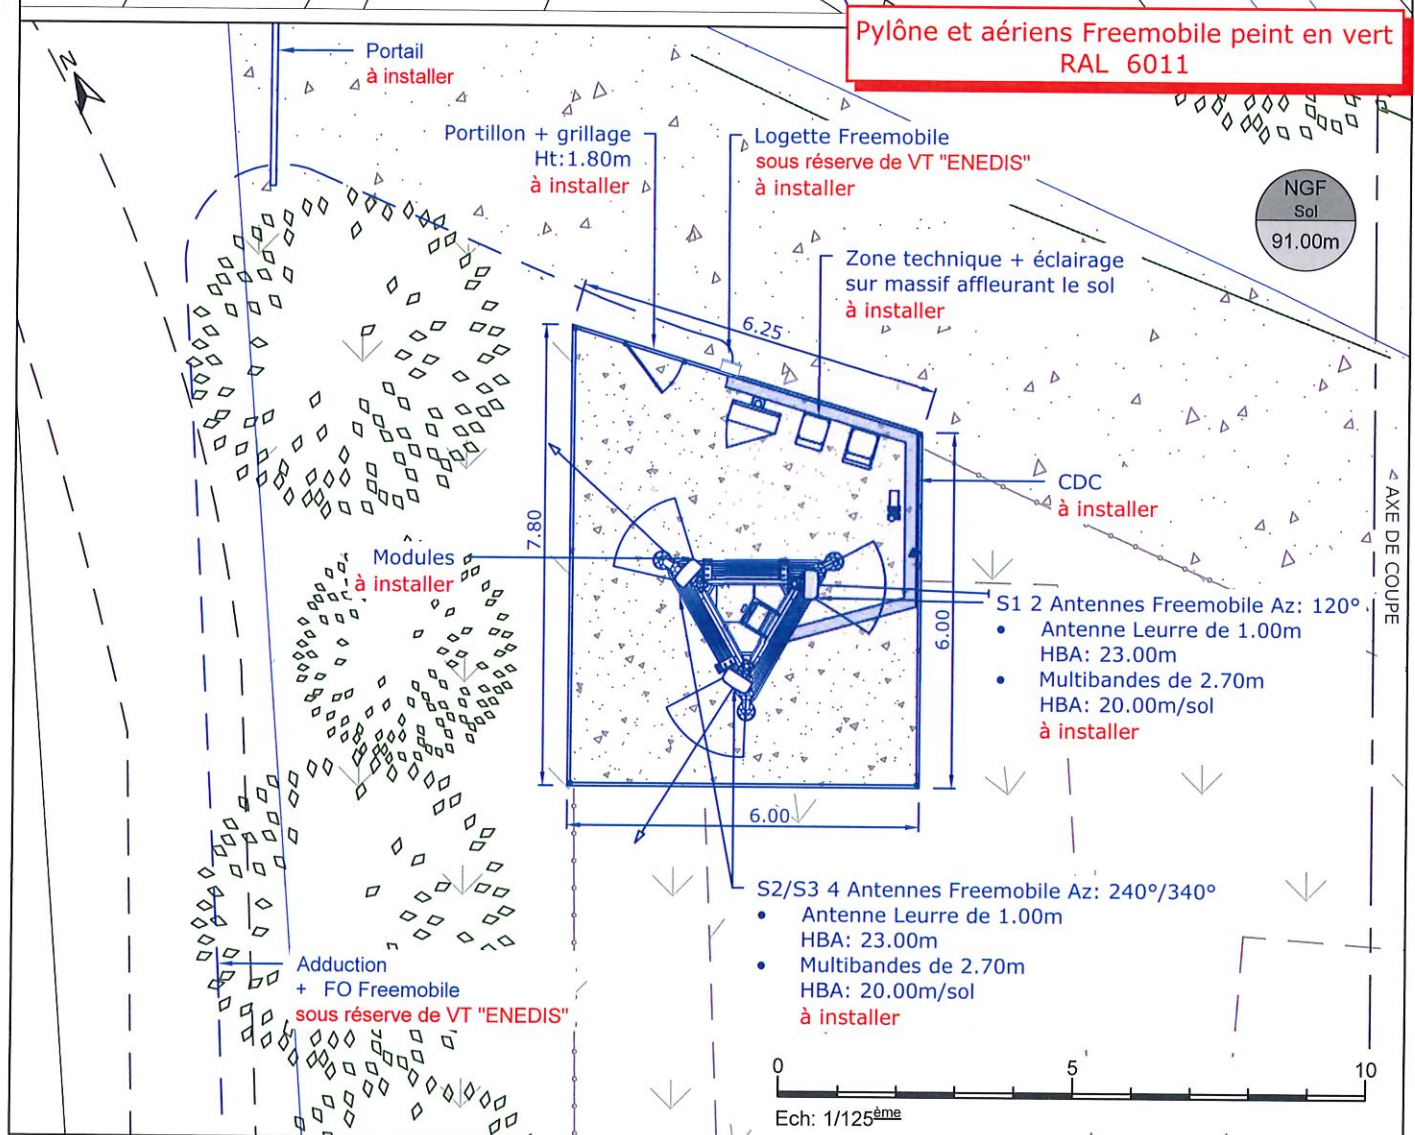 Pylône et aériens Freemobile peint en vert
RAL 6011
N
Portail
à installer
Portillon + grillage
Ht:1.80m
à installer
Logette Freemobile
sous réserve de VT "ENEDIS"
à installer
NGF
Sol
91.00m
Zone technique + éclairage
sur massif affleurant le sol
à installer
6.25
7.80
CDC
à installer
AXE DE COUPE
Modules
à installer
6.00
S1 2 Antennes Freemobile Az: 120°
• Antenne Leurre de 1.00m
HBA: 23.00m
• Multibandes de 2.70m
HBA: 20.00m/sol
à installer
6.00
S2/S3 4 Antennes Freemobile Az: 240°/340°
• Antenne Leurre de 1.00m
HBA: 23.00m
• Multibandes de 2.70m
HBA: 20.00m/sol
à installer
Adduction
+ FO Freemobile
sous réserve de VT "ENEDIS"
0 5 10
Ech: 1/125ème